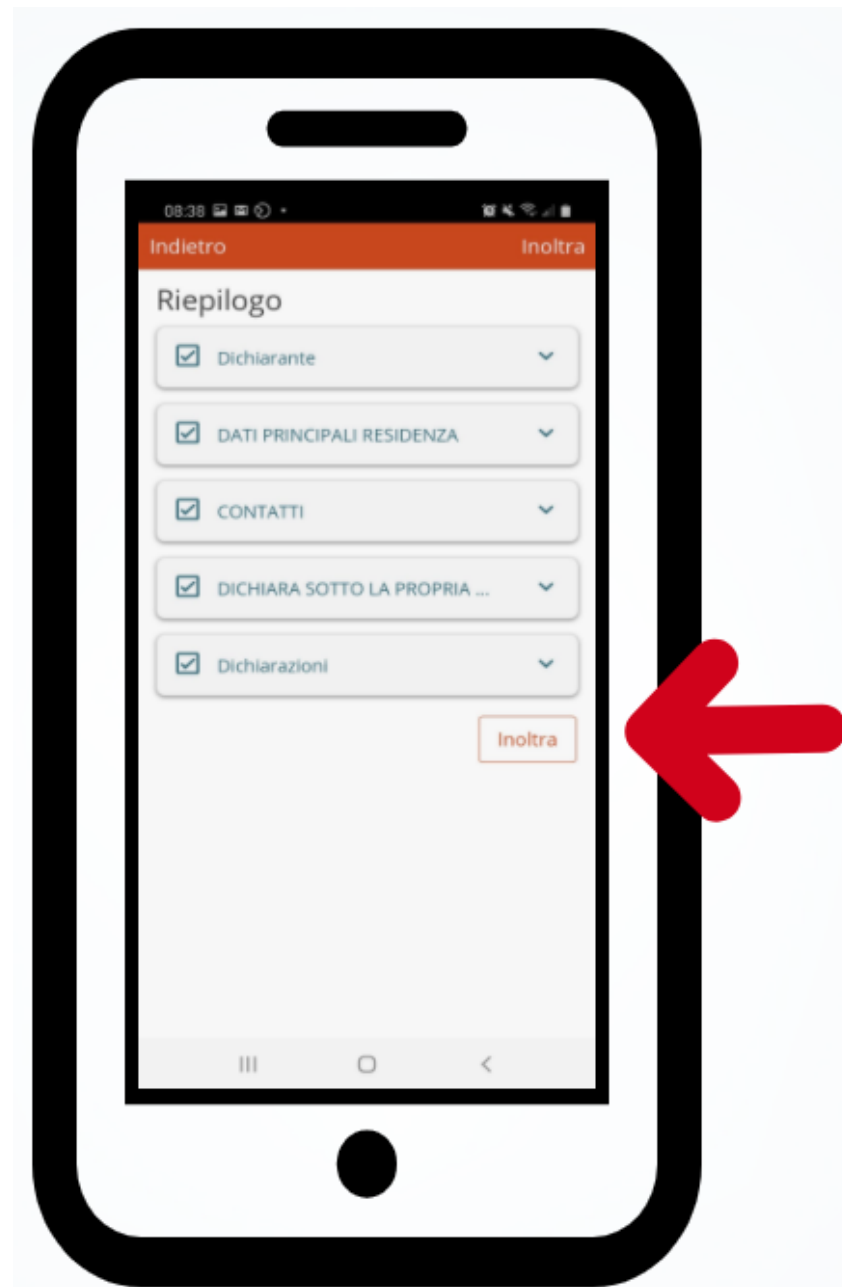 08:38
Indietro Inoltra
Riepilogo
Dichiarante
DATI PRINCIPALI RESIDENZA
CONTATTI
DICHIARA SOTTO LA PROPRIA ...
Dichiarazioni
Inoltra